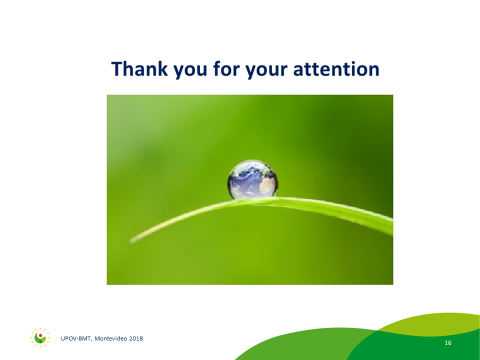 Thank you for your attention
UPOV-BMT, Montevideo 2018
16